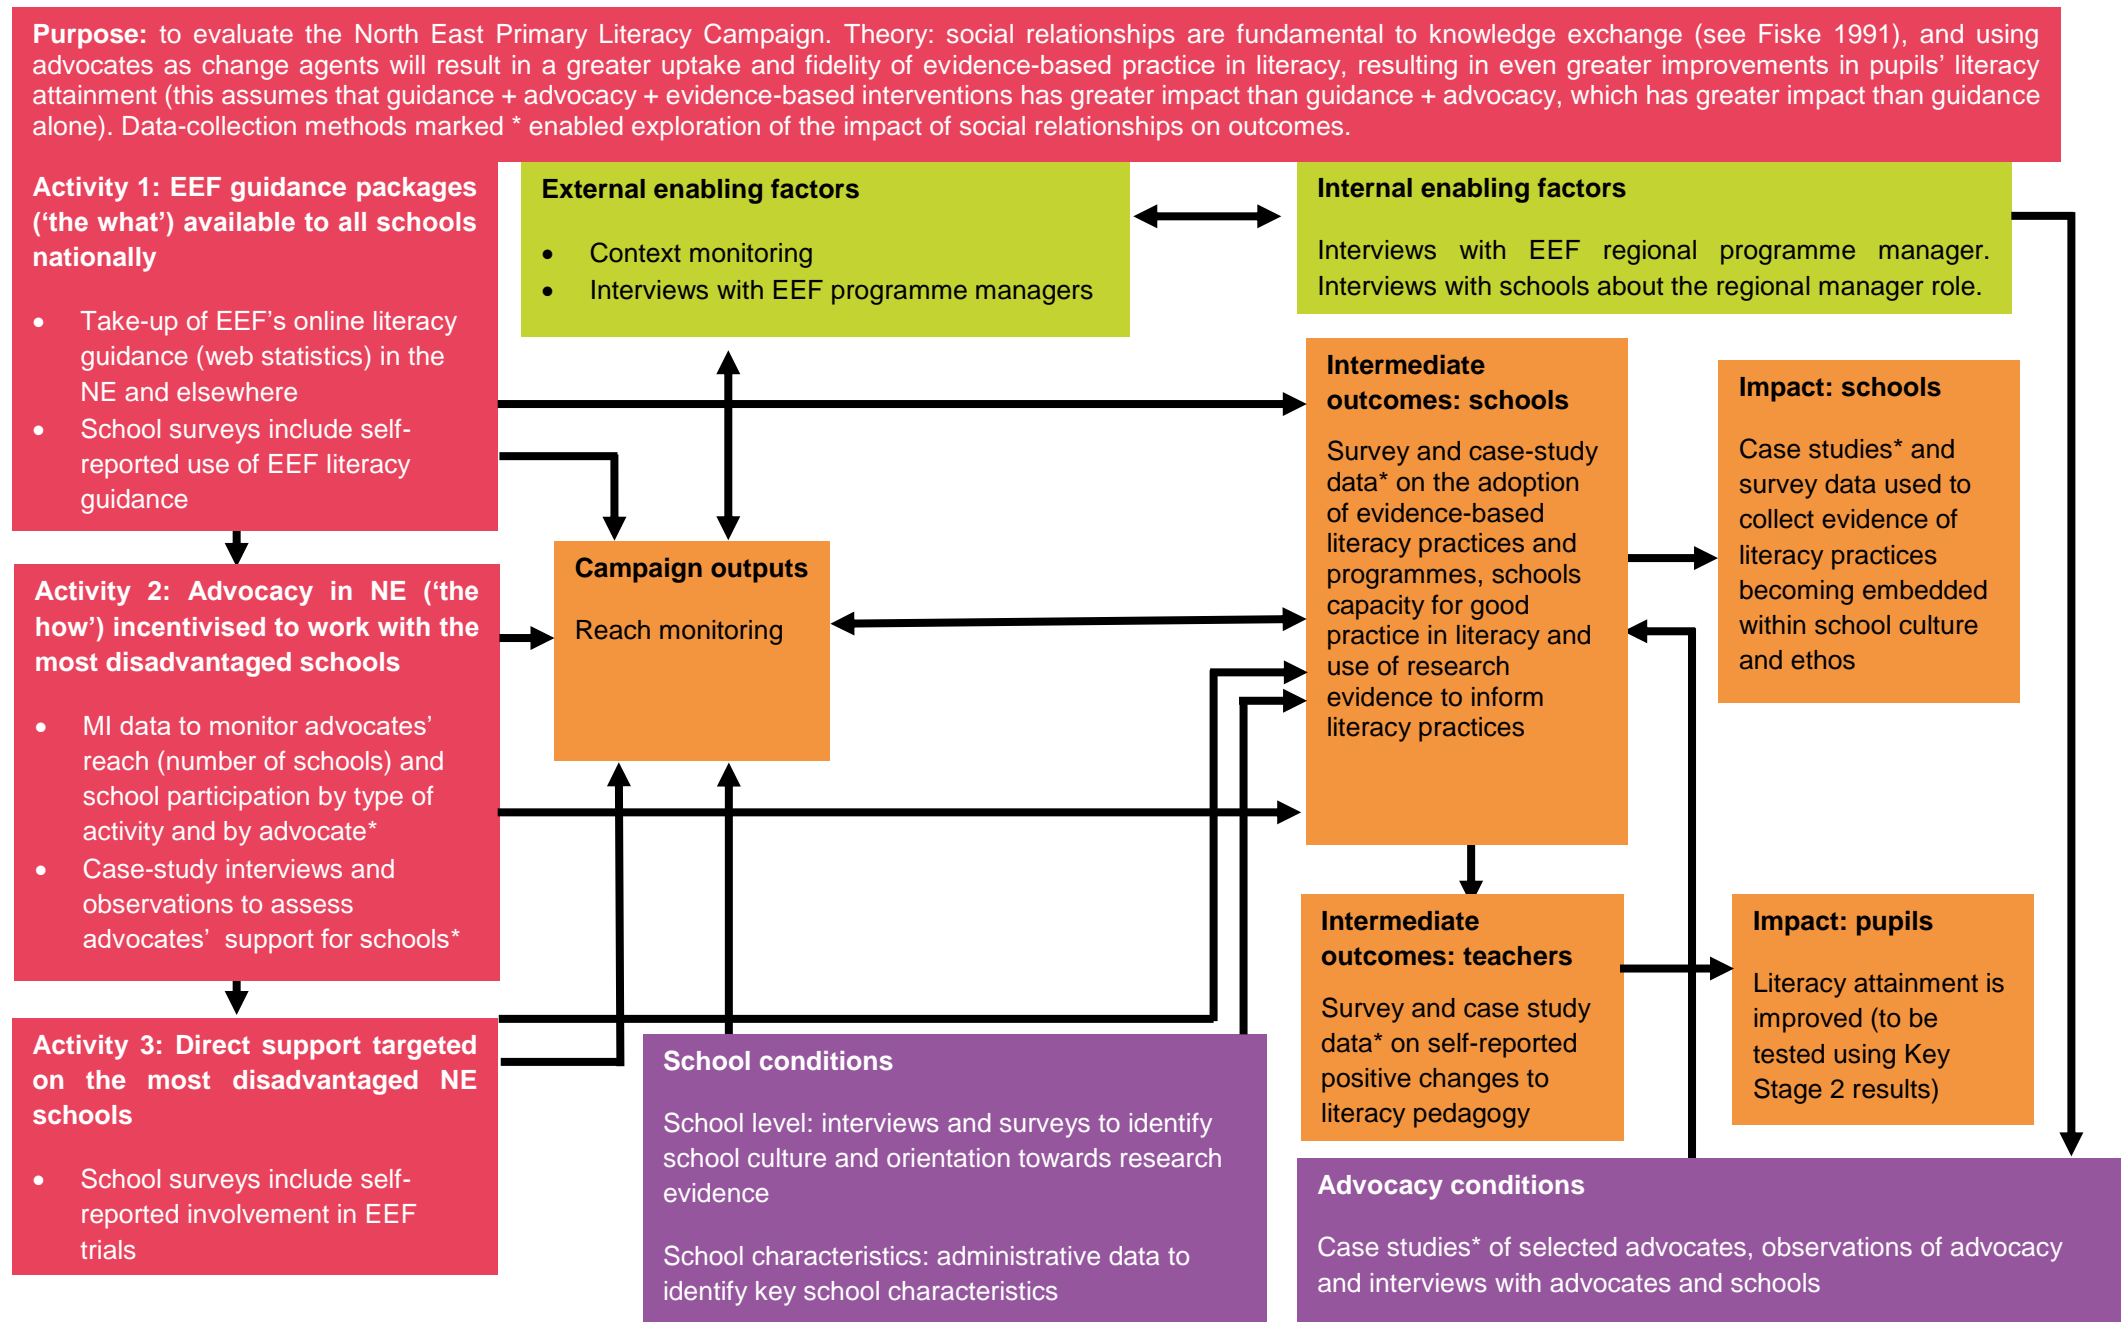 Purpose: to evaluate the North East Primary Literacy Campaign. Theory: social relationships are fundamental to knowledge exchange (see Fiske 1991), and using
advocates as change agents will result in a greater uptake and fidelity of evidence-based practice in literacy, resulting in even greater improvements in pupils’ literacy
attainment (this assumes that guidance + advocacy + evidence-based interventions has greater impact than guidance + advocacy, which has greater impact than guidance
alone). Data-collection methods marked * enabled exploration of the impact of social relationships on outcomes.
Activity 1: EEF guidance packages
(‘the what’) available to all schools
nationally
• Take-up of EEF’s online literacy
guidance (web statistics) in the
NE and elsewhere
• School surveys include self-
reported use of EEF literacy
guidance
External enabling factors
• Context monitoring
• Interviews with EEF programme managers
Internal enabling factors
Interviews with EEF regional programme manager.
Interviews with schools about the regional manager role.
Activity 2: Advocacy in NE (‘the
how’) incentivised to work with the
most disadvantaged schools
• MI data to monitor advocates’
reach (number of schools) and
school participation by type of
activity and by advocate*
• Case-study interviews and
observations to assess
advocates’ support for schools*
Campaign outputs
Reach monitoring
Intermediate
outcomes: schools
Survey and case-study
data* on the adoption
of evidence-based
literacy practices and
programmes, schools
capacity for good
practice in literacy and
use of research
evidence to inform
literacy practices
Impact: schools
Case studies* and
survey data used to
collect evidence of
literacy practices
becoming embedded
within school culture
and ethos
Activity 3: Direct support targeted
on the most disadvantaged NE
schools
• School surveys include self-
reported involvement in EEF
trials
School conditions
School level: interviews and surveys to identify
school culture and orientation towards research
evidence
School characteristics: administrative data to
identify key school characteristics
Intermediate
outcomes: teachers
Survey and case study
data* on self-reported
positive changes to
literacy pedagogy
Impact: pupils
Literacy attainment is
improved (to be
tested using Key
Stage 2 results)
Advocacy conditions
Case studies* of selected advocates, observations of advocacy
and interviews with advocates and schools